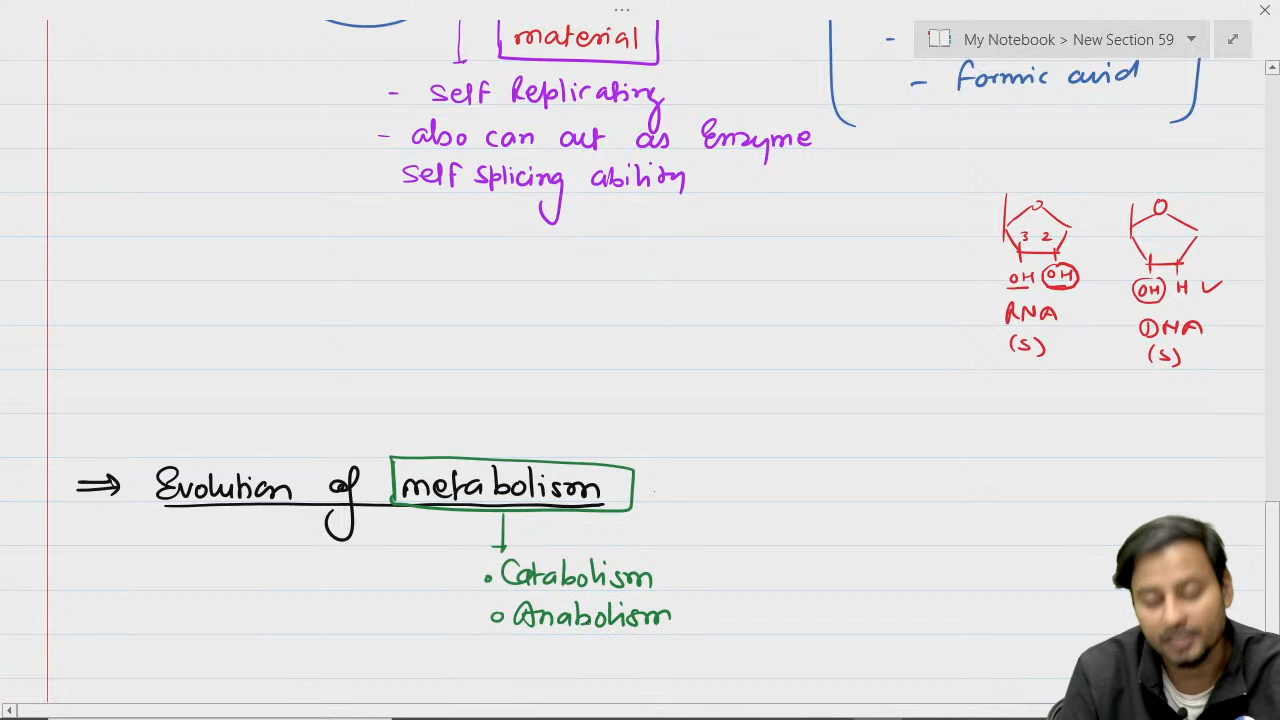 My Notebook > New Section 59
material
-
- Formic acid
- Self Replicating
- also can act as Enzyme
Self splicing ability
O
3 2
OH OH
RNA
(S)
O
OH H ✓
DNA
(S)
⇒ Evolution of metabolism
• Catabolism
• Anabolism